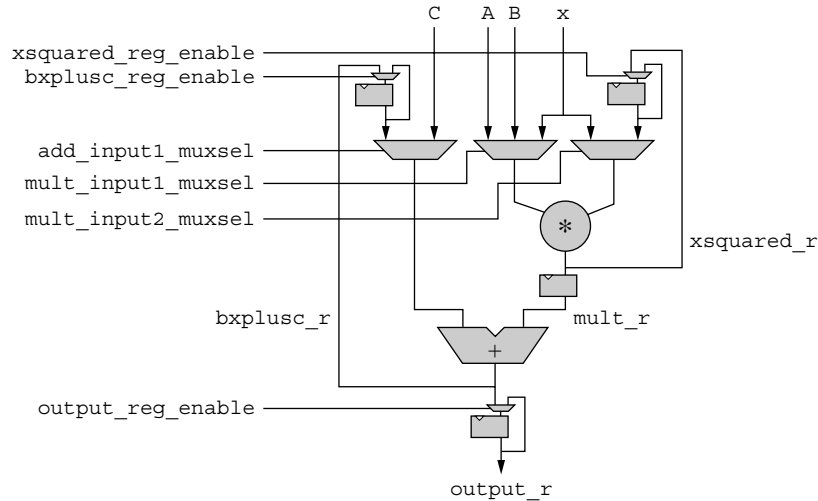 C A B x
xsquared_reg_enable
bxplusc_reg_enable
add_input1_muxsel
mult_input1_muxsel
mult_input2_muxsel
*
xsquared_r
bxplusc_r
mult_r
+
output_reg_enable
output_r